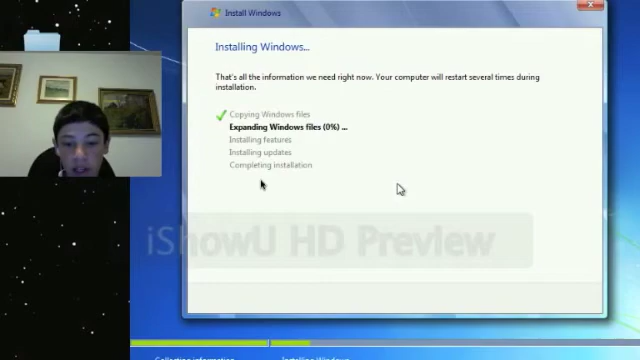 Install Windows
Installing Windows...
That's all the information we need right now. Your computer will restart several times during
installation.
Copying Windows files
Expanding Windows files (0%) ...
Installing features
Installing updates
Completing installation
iShowU HD Preview
Collecting information
Installing Windows